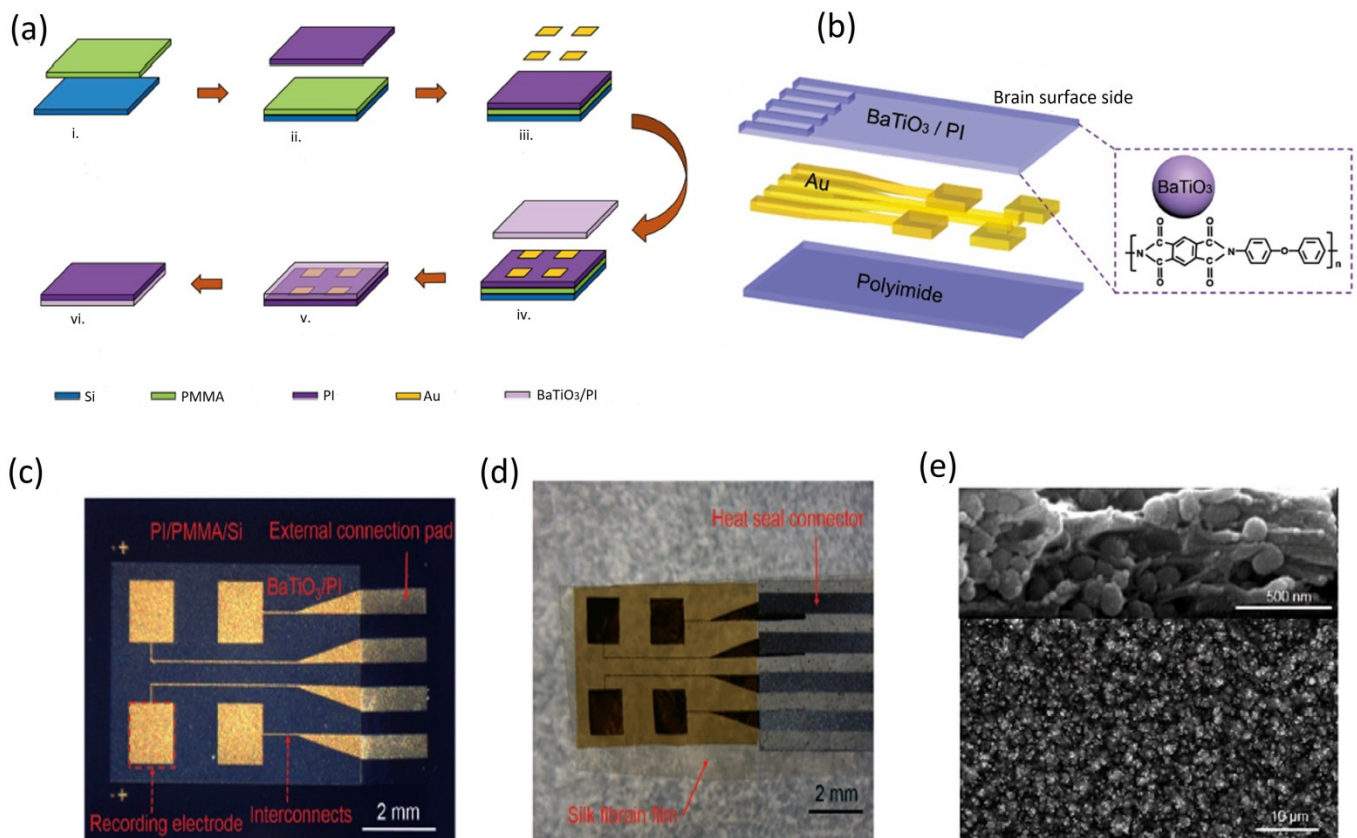 (a)
i.
ii.
iii.
iv.
v.
vi.
Si
PMMA
PI
Au
BaTiO₃/PI
(b)
Brain surface side
BaTiO₃ / PI
Au
Polyimide
BaTiO₃
O O
N N O n
O O
(c)
PI/PMMA/Si
External connection pad
BaTiO₃/PI
Recording electrode
Interconnects
2 mm
(d)
Heat seal connector
Silk fibrain film
2 mm
(e)
500 nm
10 μm